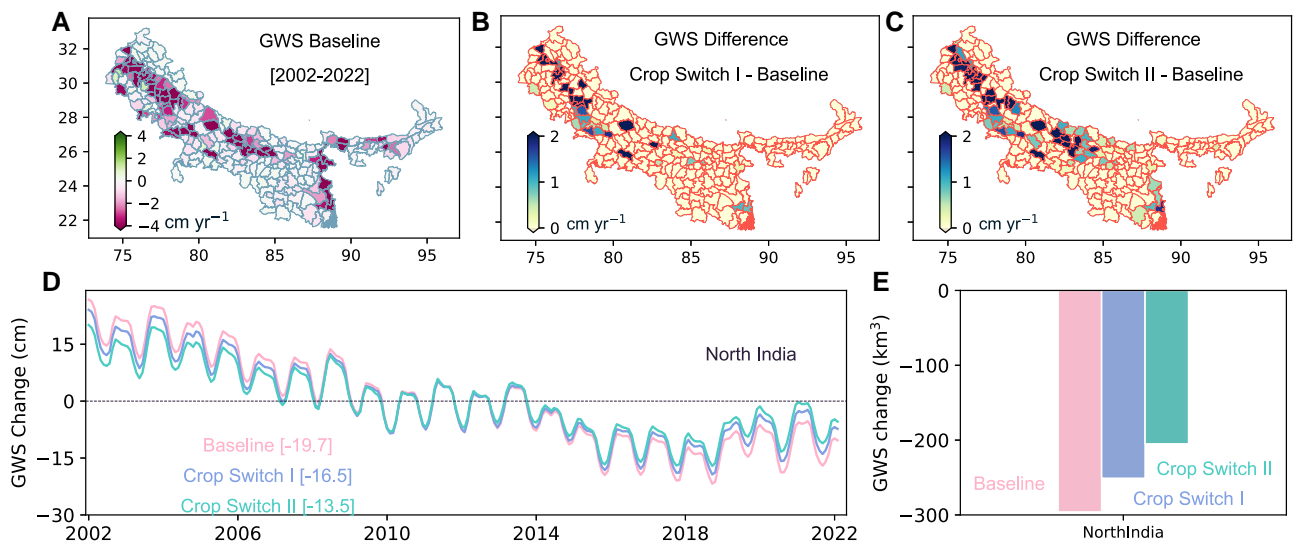 A
GWS Baseline
[2002-2022]
32
30
28
26
24
22
4
2
0
−2
−4
cm yr−1
75
80
85
90
95
B
GWS Difference
Crop Switch I - Baseline
2
1
0
cm yr−1
75
80
85
90
95
C
GWS Difference
Crop Switch II - Baseline
2
1
0
cm yr−1
75
80
85
90
95
D
GWS Change (cm)
15
0
−15
−30
North India
Baseline [-19.7]
Crop Switch I [-16.5]
Crop Switch II [-13.5]
2002
2006
2010
2014
2018
2022
E
GWS change (km3)
0
−100
−200
−300
Baseline
Crop Switch II
Crop Switch I
NorthIndia